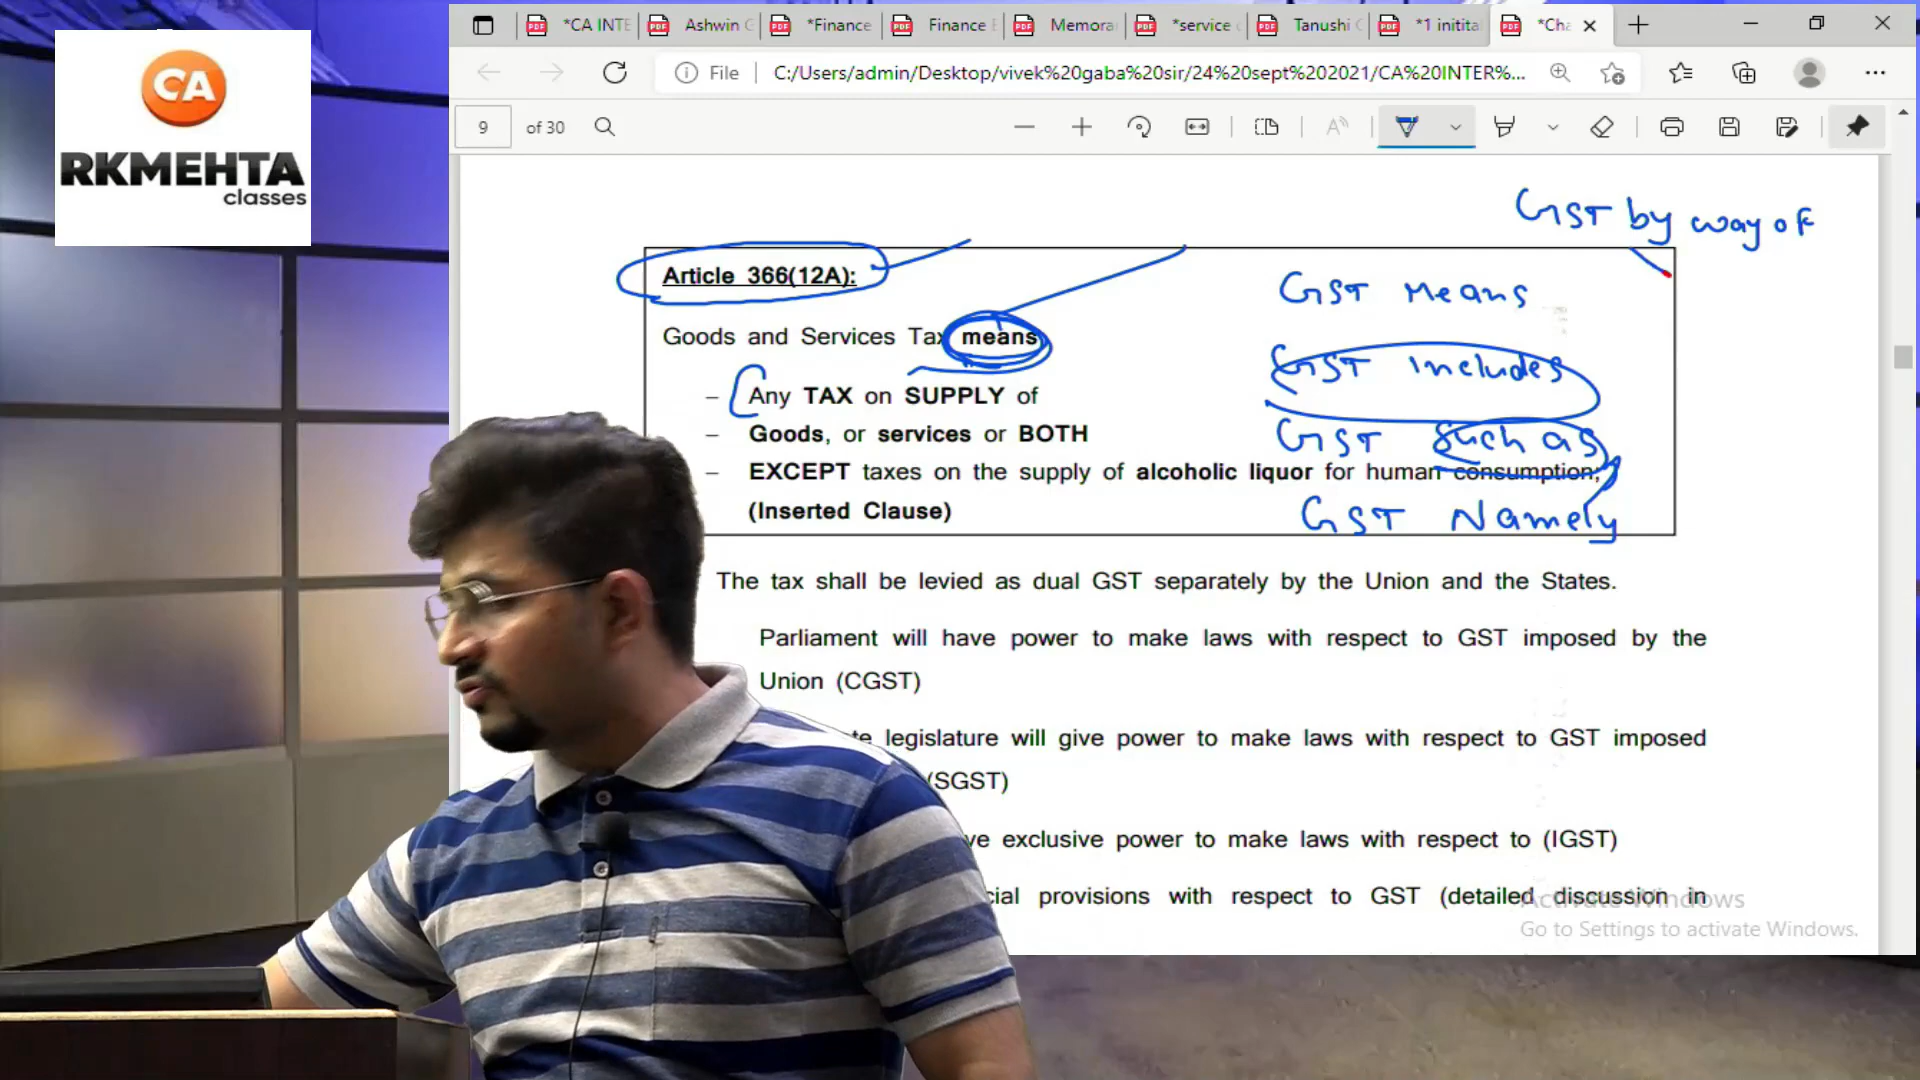 CA
RKMEHTA
classes
*CA INTE
Ashwin G
*Finance
Finance
Memora
*service
Tanushi
*1 initita
*Cha
File
C:/Users/admin/Desktop/vivek%20gaba%20sir/24%20sept%202021/CA%20INTER%...
9
of 30
GST by way of
Article 366(12A):
GST Means
Goods and Services Tax means
GST includes
– Any TAX on SUPPLY of
– Goods, or services or BOTH
GST such as
– EXCEPT taxes on the supply of alcoholic liquor for human consumption;
(Inserted Clause)
GST Namely
The tax shall be levied as dual GST separately by the Union and the States.
Parliament will have power to make laws with respect to GST imposed by the
Union (CGST)
legislature will give power to make laws with respect to GST imposed
(SGST)
exclusive power to make laws with respect to (IGST)
provisions with respect to GST (detailed discussion in
Activate Windows
Go to Settings to activate Windows.